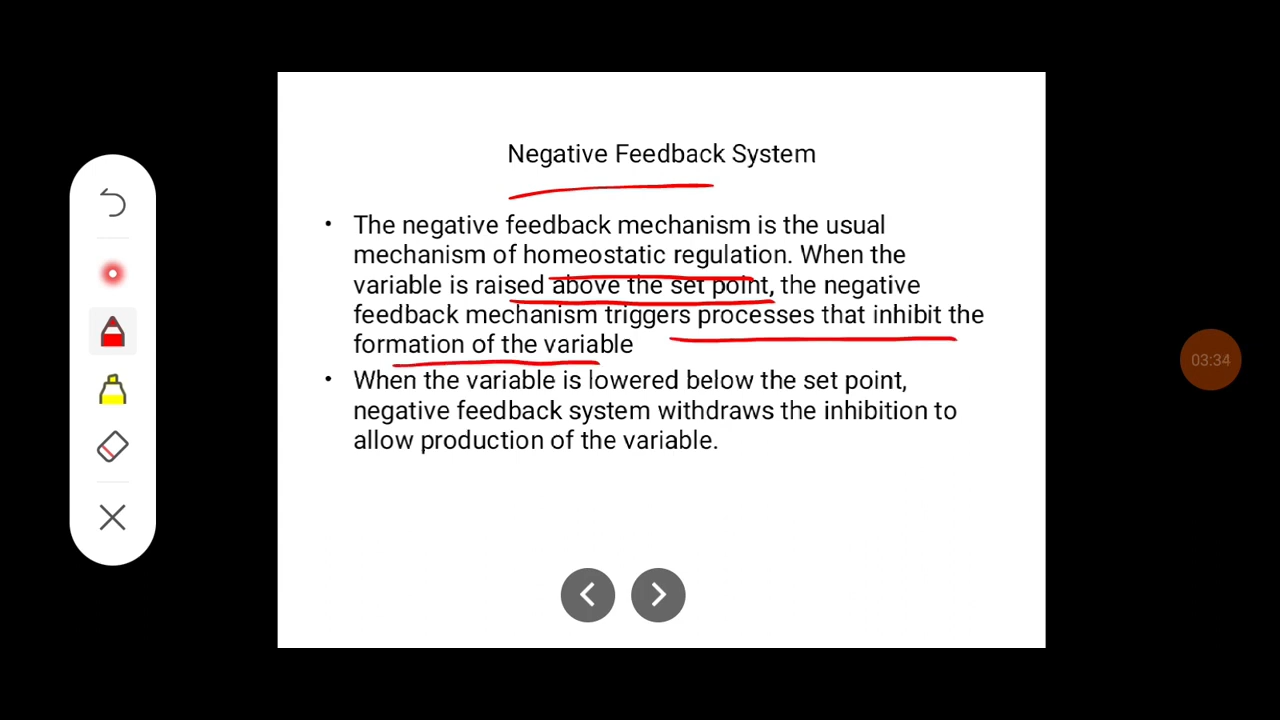 Negative Feedback System
• The negative feedback mechanism is the usual
mechanism of homeostatic regulation. When the
variable is raised above the set point, the negative
feedback mechanism triggers processes that inhibit the
formation of the variable
• When the variable is lowered below the set point,
negative feedback system withdraws the inhibition to
allow production of the variable.
03:34